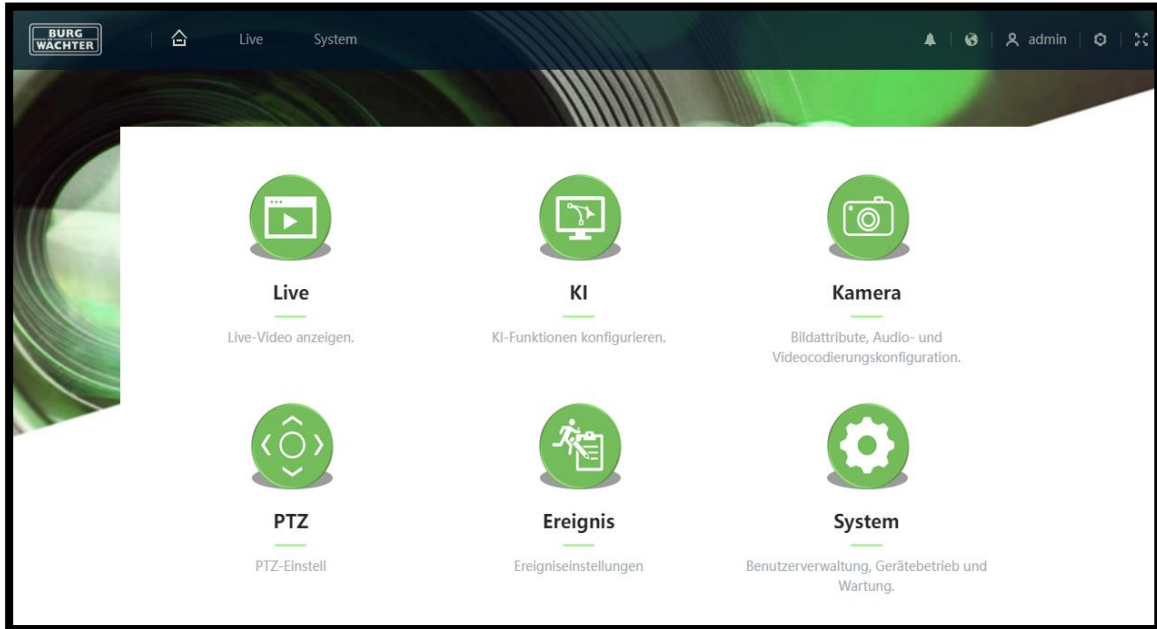 BURG
WÄCHTER
Live
System
admin
Live
KI
Kamera
Live-Video anzeigen.
KI-Funktionen konfigurieren.
Bildattribute, Audio- und
Videocodierungskonfiguration.
PTZ
Ereignis
System
PTZ-Einstell
Ereigniseinstellungen
Benutzerverwaltung, Gerätebetrieb und
Wartung.